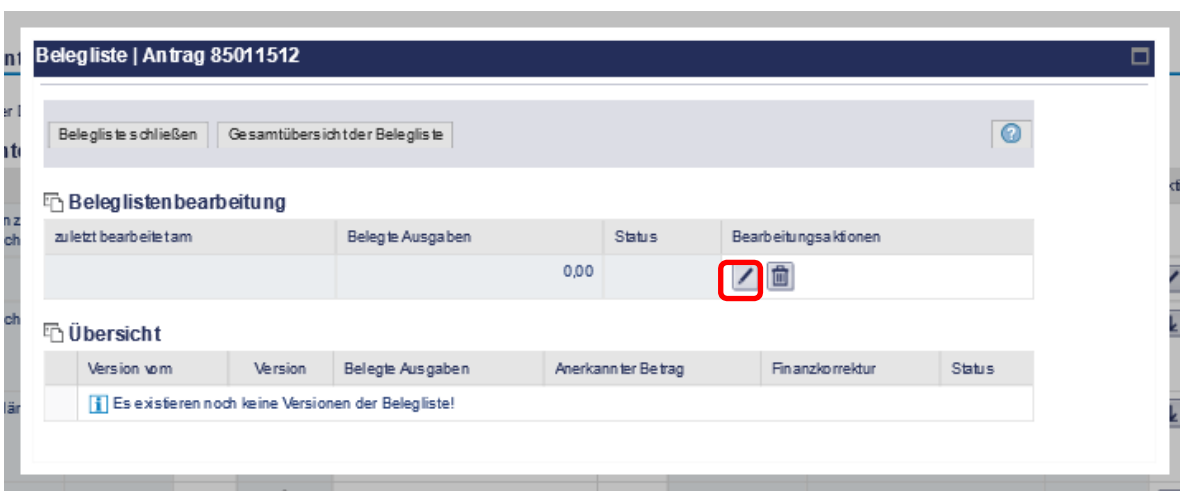 Belegliste | Antrag 85011512
Belegliste schließen Gesamtübersicht der Belegliste
Beleglistenbearbeitung
zuletzt bearbeitet am Belegte Ausgaben Status Bearbeitungsaktionen
0,00
Übersicht
Version vom Version Belegte Ausgaben Anerkannter Betrag Finanzkorrektur Status
Es existieren noch keine Versionen der Belegliste!